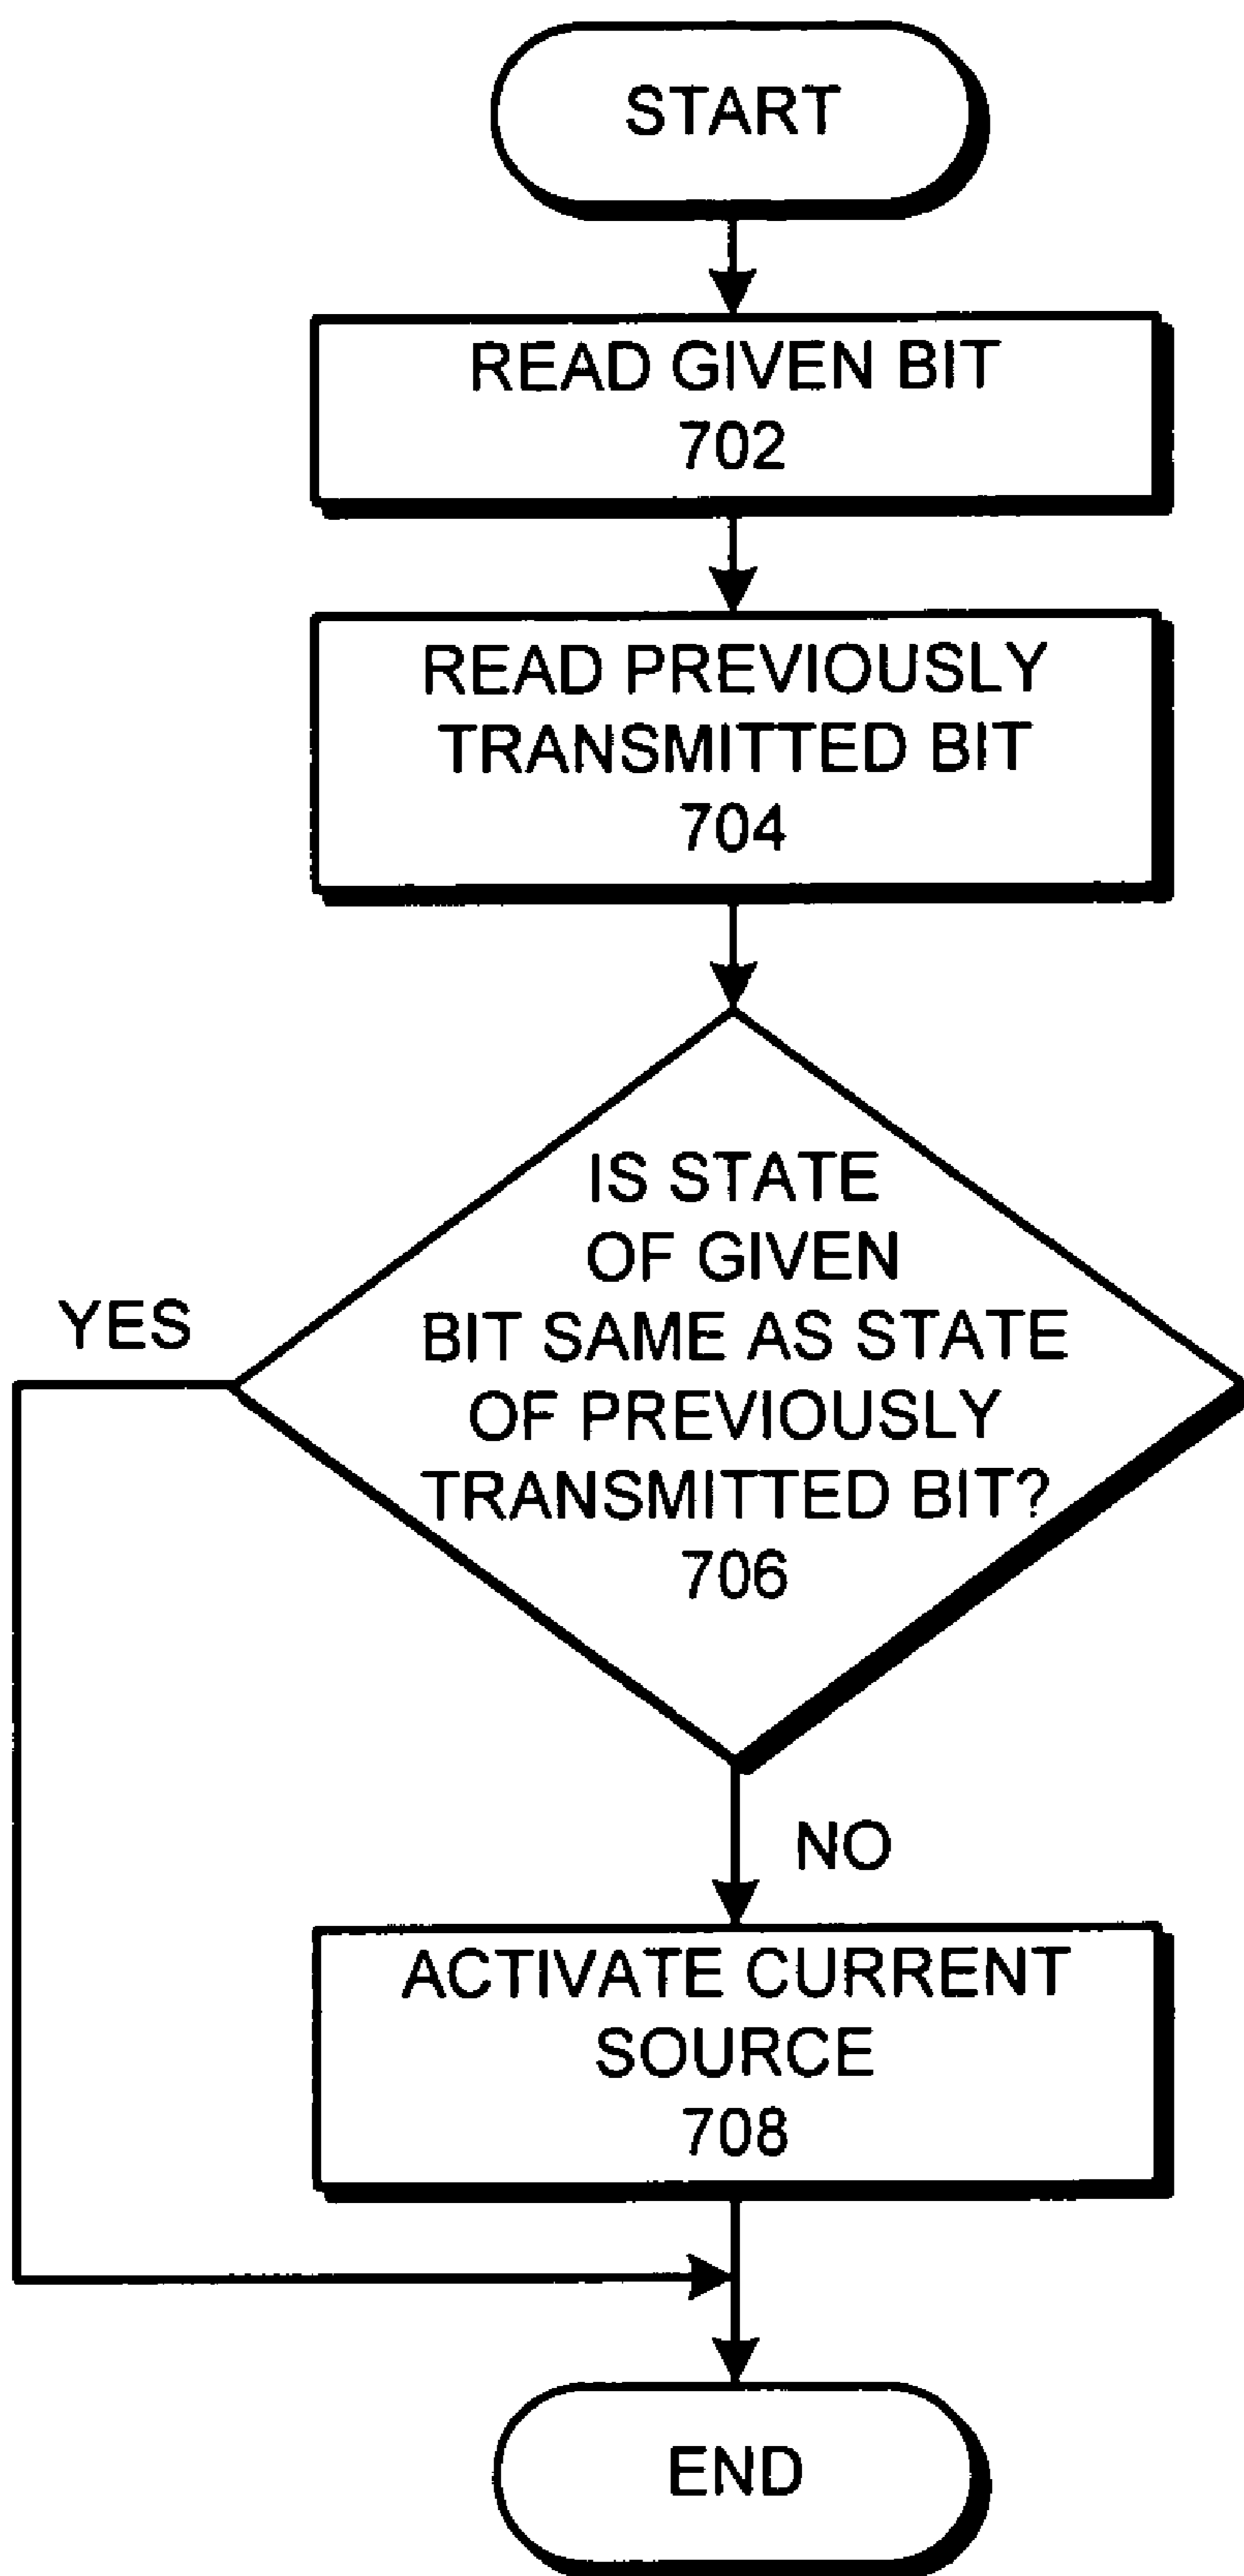 START
READ GIVEN BIT
702
READ PREVIOUSLY
TRANSMITTED BIT
704
IS STATE
OF GIVEN
BIT SAME AS STATE
OF PREVIOUSLY
TRANSMITTED BIT?
706
YES
NO
ACTIVATE CURRENT
SOURCE
708
END